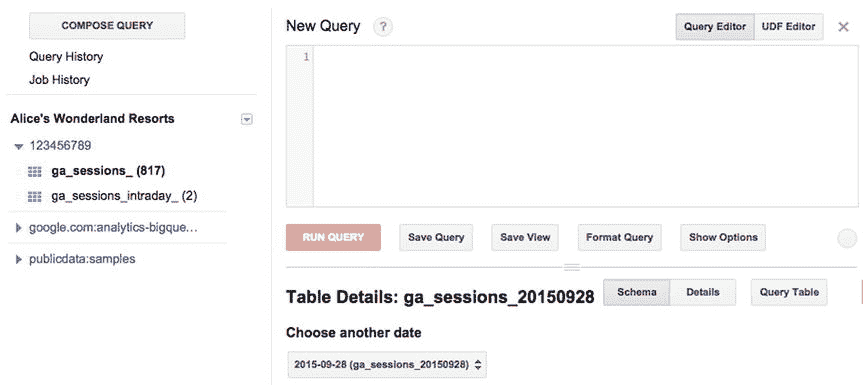 COMPOSE QUERY
Query History
Job History
Alice's Wonderland Resorts
123456789
ga_sessions_ (817)
ga_sessions_intraday_ (2)
google.com:analytics-bigque...
publicdata:samples
New Query ?
Query Editor UDF Editor
1
RUN QUERY Save Query Save View Format Query Show Options
Table Details: ga_sessions_20150928 Schema Details Query Table
Choose another date
2015-09-28 (ga_sessions_20150928)